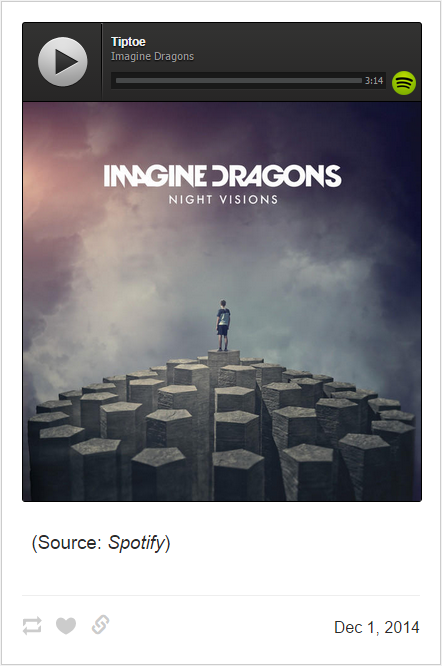 Tiptoe
Imagine Dragons
3:14
IMAGINE DRAGONS
NIGHT VISIONS
(Source: Spotify)
Dec 1, 2014